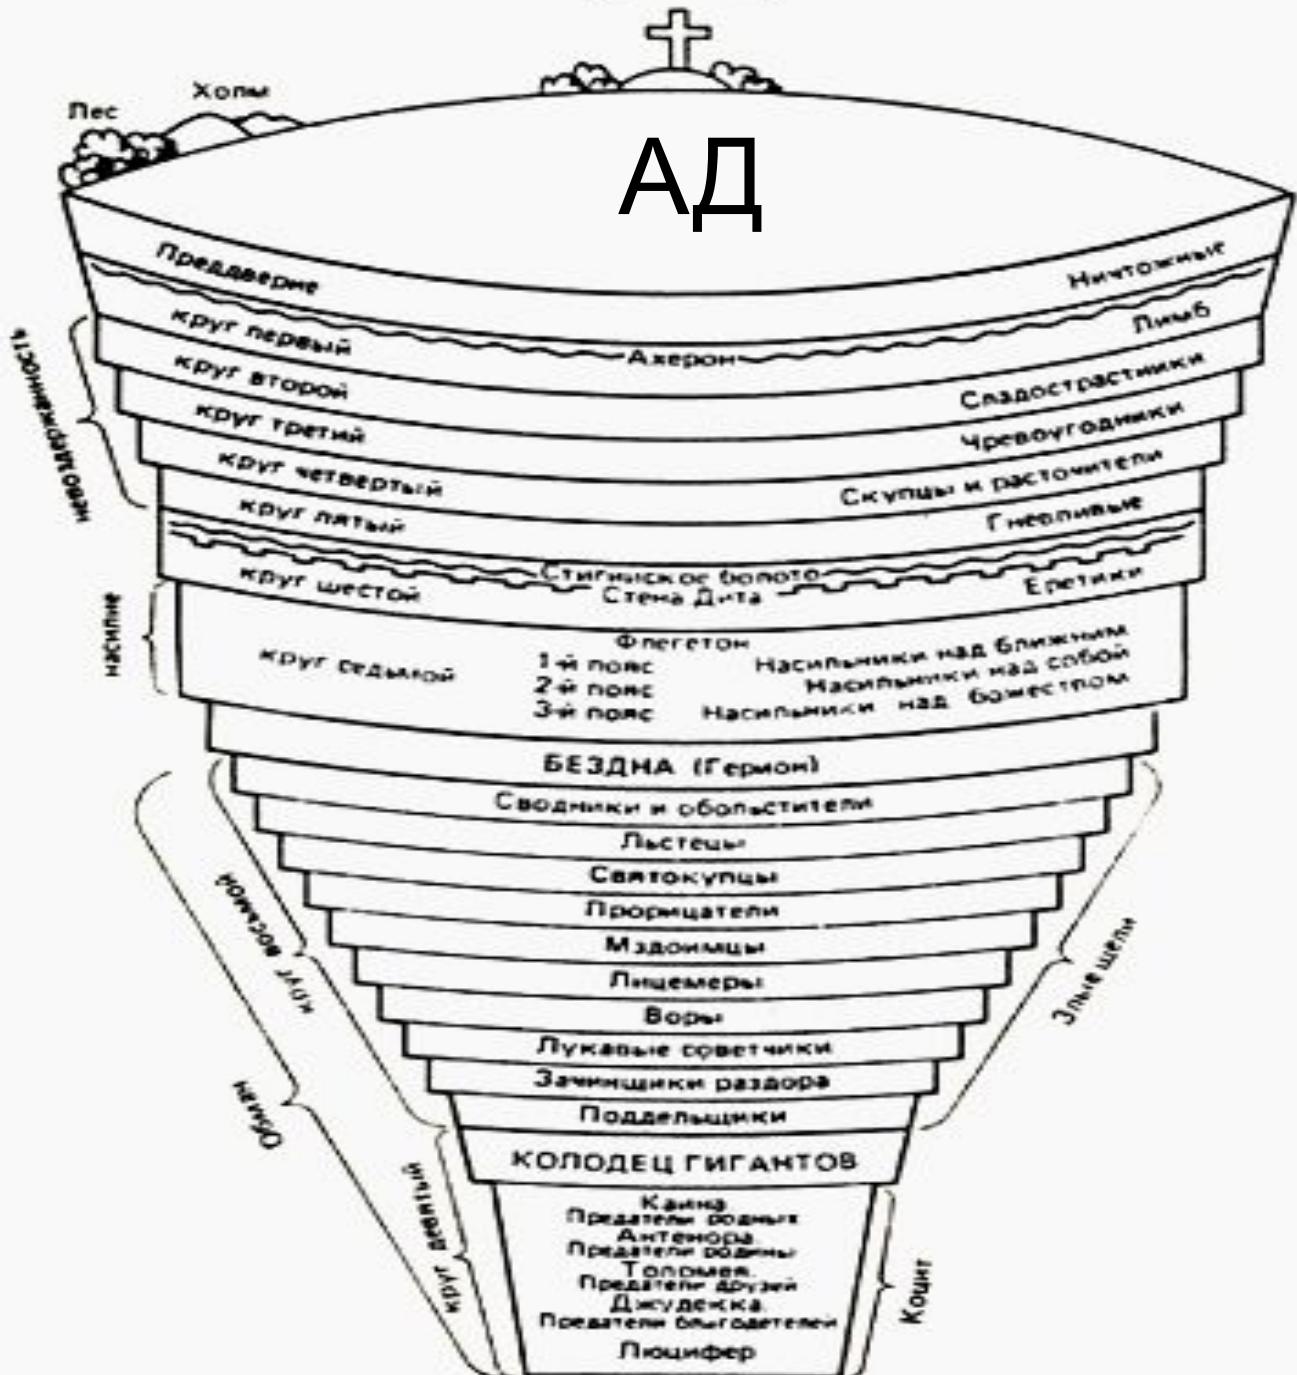 Холм
Лес
АД
Преддверие Ничтожные
Ахерон
круг первый Лимб
круг второй Сладострастники
круг третий Чревоугодники
круг четвертый Скупцы и расточители
круг пятый Гневливые
невоздержанность
Стигийское болото
Стена Дита
круг шестой Еретики
насилие
Флегетон
круг седьмой
1-й пояс Насильники над ближним
2-й пояс Насильники над собой
3-й пояс Насильники над божеством
БЕЗДНА (Герион)
Сводники и обольстители
Льстецы
Святокупцы
Прорицатели
Мздоимцы
Лицемеры
Воры
Лукавые советчики
Зачинщики раздора
Поддельщики
круг восьмой
Злые щели
Обман
КОЛОДЕЦ ГИГАНТОВ
Каина.
Предатели родных
Антенора.
Предатели родины
Толомея.
Предатели друзей
Джудекка.
Предатели благодетелей
Люцифер
круг девятый
Коцит